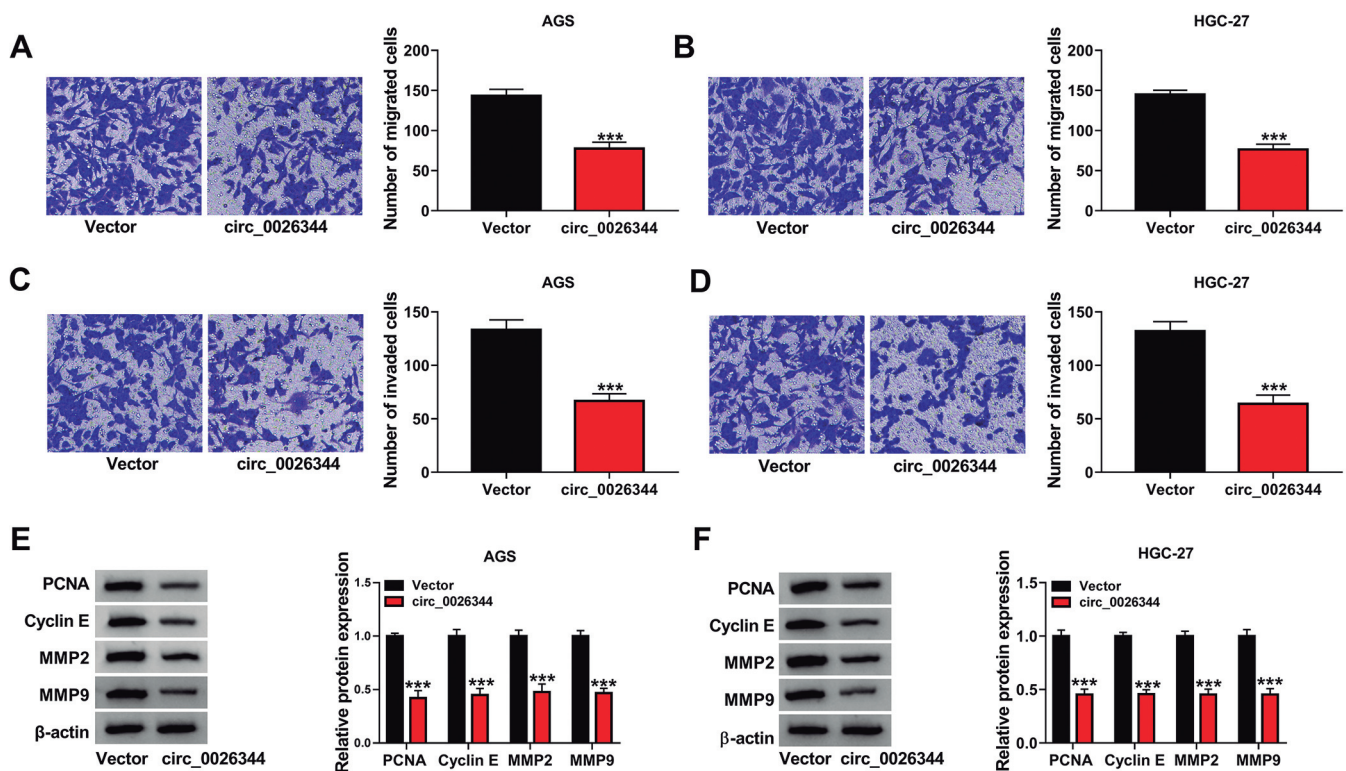 A
Vector
circ_0026344
AGS
Number of migrated cells
200
150
100
50
0
***
Vector
circ_0026344
B
Vector
circ_0026344
HGC-27
Number of migrated cells
200
150
100
50
0
***
Vector
circ_0026344
C
Vector
circ_0026344
AGS
Number of invaded cells
150
100
50
0
***
Vector
circ_0026344
D
Vector
circ_0026344
HGC-27
Number of invaded cells
150
100
50
0
***
Vector
circ_0026344
E
PCNA
Cyclin E
MMP2
MMP9
β-actin
Vector circ_0026344
AGS
Relative protein expression
1.5
1.0
0.5
0.0
Vector
circ_0026344
*** *** *** ***
PCNA Cyclin E MMP2 MMP9
F
PCNA
Cyclin E
MMP2
MMP9
β-actin
Vector circ_0026344
HGC-27
Relative protein expression
1.5
1.0
0.5
0.0
Vector
circ_0026344
*** *** *** ***
PCNA Cyclin E MMP2 MMP9